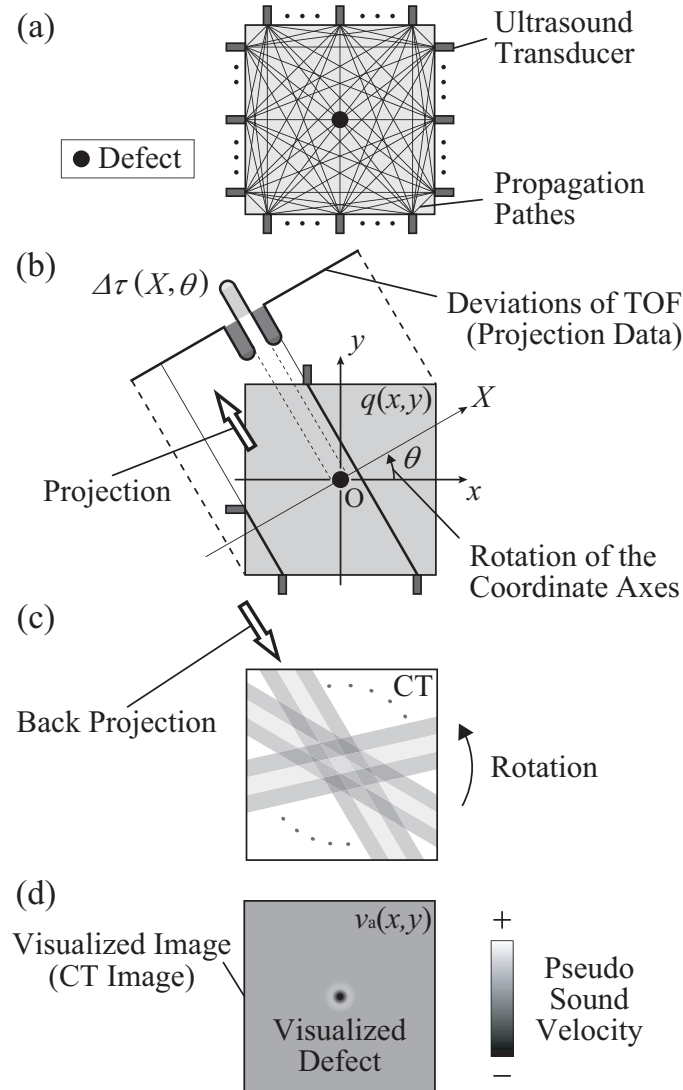 (a)
Ultrasound
Transducer
Defect
Propagation
Pathes
(b)
Δτ(X,θ)
Deviations of TOF
(Projection Data)
y
q(x,y)
X
θ
O
x
Projection
Rotation of the
Coordinate Axes
(c)
CT
Back Projection
Rotation
(d)
vₐ(x,y)
Visualized Image
(CT Image)
Visualized
Defect
+
Pseudo
Sound
Velocity
−